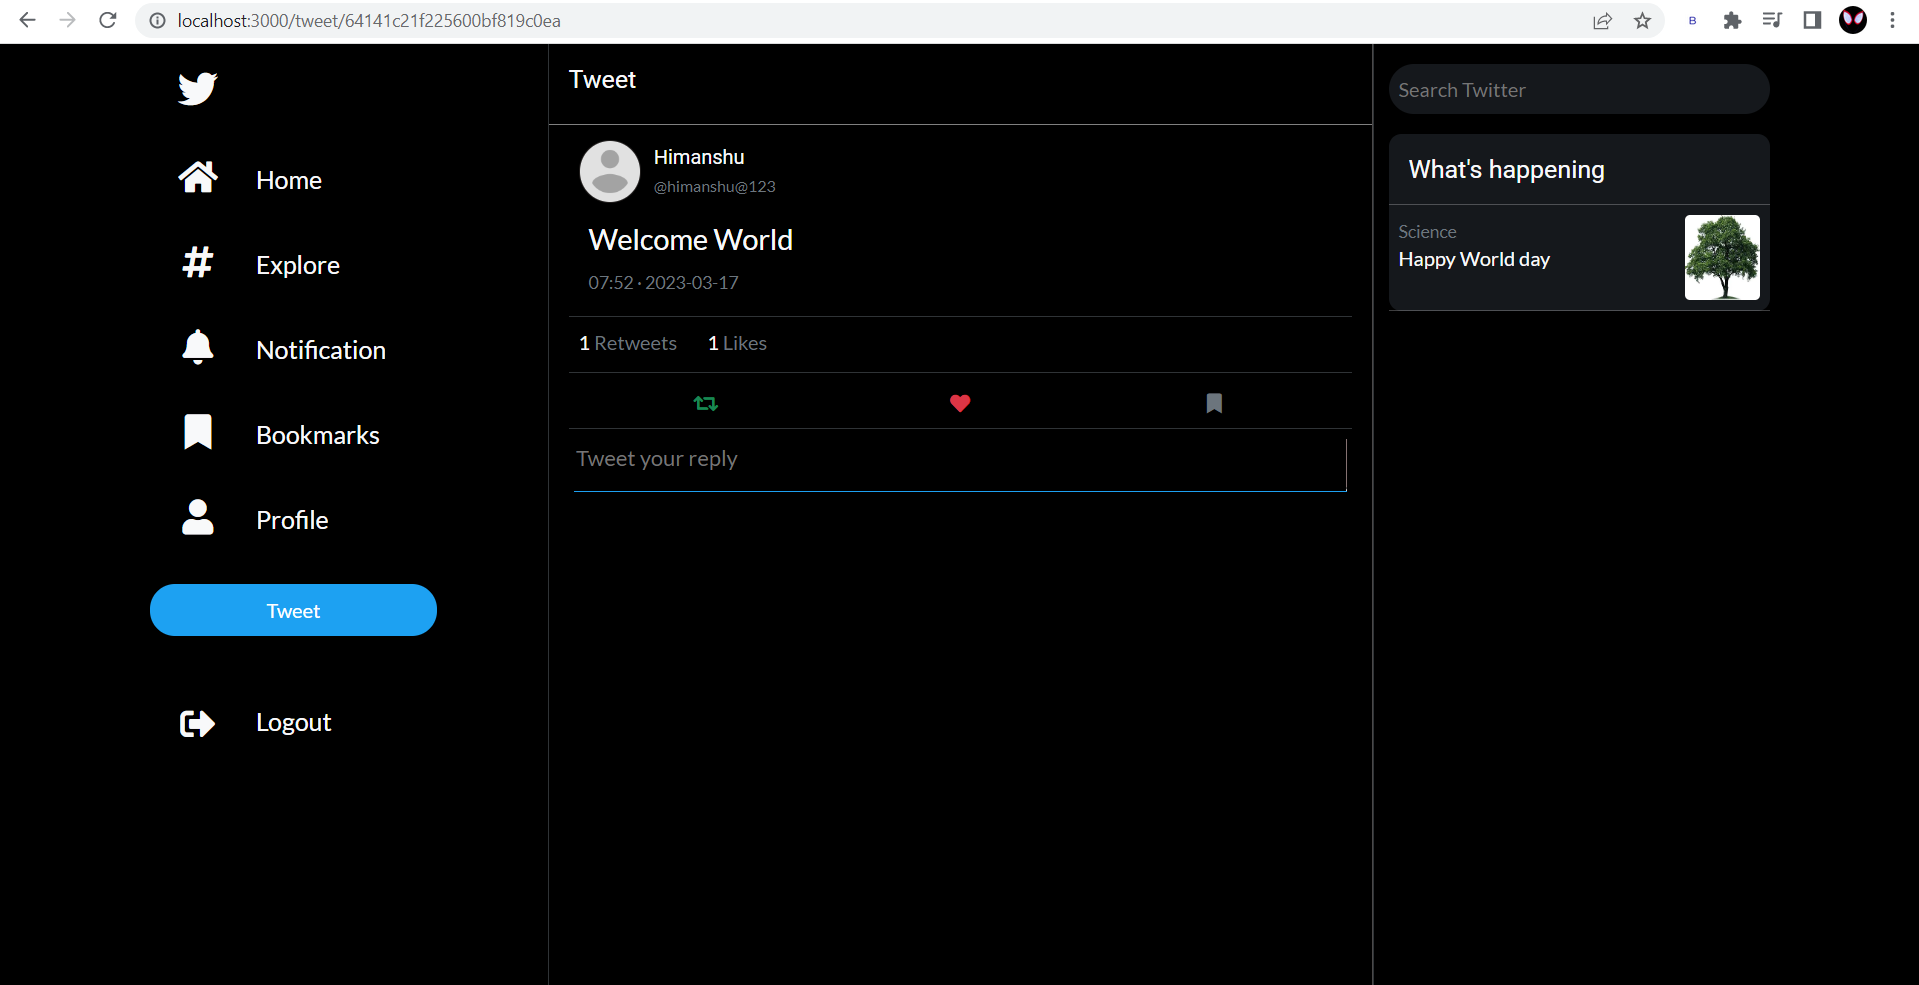 localhost:3000/tweet/64141c21f225600bf819c0ea
B
Home
Explore
Notification
Bookmarks
Profile
Tweet
Logout
Tweet
Himanshu
@himanshu@123
Welcome World
07:52 · 2023-03-17
1 Retweets 1 Likes
Tweet your reply
Search Twitter
What's happening
Science
Happy World day